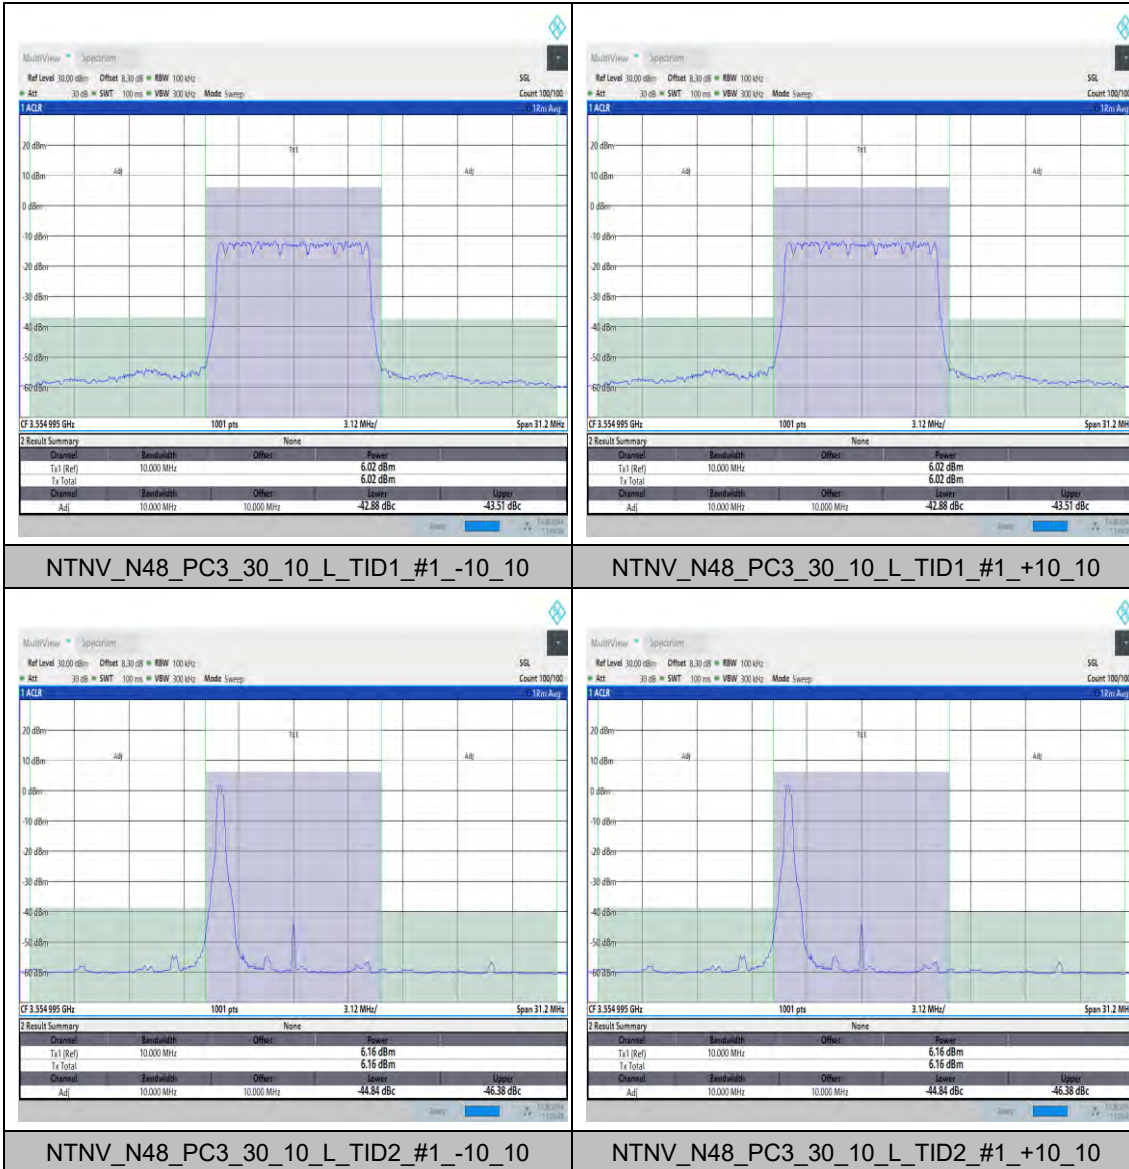 MultiView Spectrum
Ref Level 30.00 dBm Offset 8.30 dB RBW 100 kHz SGL
Att 30 dB SWT 100 ms VBW 300 kHz Mode Sweep Count 100/100
1 ACLR 1Rm Avg
Tx1
20 dBm
Adj Adj
10 dBm
0 dBm
-10 dBm
-20 dBm
-30 dBm
-40 dBm
-50 dBm
-60 dBm
CF 3.554 995 GHz 1001 pts 3.12 MHz/ Span 31.2 MHz
2 Result Summary None
Channel Bandwidth Offset Power
Tx1 (Ref) 10.000 MHz 6.02 dBm
Tx Total 6.02 dBm
Channel Bandwidth Offset Lower Upper
Adj 10.000 MHz 10.000 MHz -42.88 dBc -43.51 dBc
NTNV_N48_PC3_30_10_L_TID1_#1_-10_10
MultiView Spectrum
Ref Level 30.00 dBm Offset 8.30 dB RBW 100 kHz SGL
Att 30 dB SWT 100 ms VBW 300 kHz Mode Sweep Count 100/100
1 ACLR 1Rm Avg
Tx1
20 dBm
Adj Adj
10 dBm
0 dBm
-10 dBm
-20 dBm
-30 dBm
-40 dBm
-50 dBm
-60 dBm
CF 3.554 995 GHz 1001 pts 3.12 MHz/ Span 31.2 MHz
2 Result Summary None
Channel Bandwidth Offset Power
Tx1 (Ref) 10.000 MHz 6.02 dBm
Tx Total 6.02 dBm
Channel Bandwidth Offset Lower Upper
Adj 10.000 MHz 10.000 MHz -42.88 dBc -43.51 dBc
NTNV_N48_PC3_30_10_L_TID1_#1_+10_10
MultiView Spectrum
Ref Level 30.00 dBm Offset 8.30 dB RBW 100 kHz SGL
Att 30 dB SWT 100 ms VBW 300 kHz Mode Sweep Count 100/100
1 ACLR 1Rm Avg
20 dBm
Tx1
Adj Adj
10 dBm
0 dBm
-10 dBm
-20 dBm
-30 dBm
-40 dBm
-50 dBm
-60 dBm
CF 3.554 995 GHz 1001 pts 3.12 MHz/ Span 31.2 MHz
2 Result Summary None
Channel Bandwidth Offset Power
Tx1 (Ref) 10.000 MHz 6.16 dBm
Tx Total 6.16 dBm
Channel Bandwidth Offset Lower Upper
Adj 10.000 MHz 10.000 MHz -44.84 dBc -46.38 dBc
NTNV_N48_PC3_30_10_L_TID2_#1_-10_10
MultiView Spectrum
Ref Level 30.00 dBm Offset 8.30 dB RBW 100 kHz SGL
Att 30 dB SWT 100 ms VBW 300 kHz Mode Sweep Count 100/100
1 ACLR 1Rm Avg
20 dBm
Tx1
Adj Adj
10 dBm
0 dBm
-10 dBm
-20 dBm
-30 dBm
-40 dBm
-50 dBm
-60 dBm
CF 3.554 995 GHz 1001 pts 3.12 MHz/ Span 31.2 MHz
2 Result Summary None
Channel Bandwidth Offset Power
Tx1 (Ref) 10.000 MHz 6.16 dBm
Tx Total 6.16 dBm
Channel Bandwidth Offset Lower Upper
Adj 10.000 MHz 10.000 MHz -44.84 dBc -46.38 dBc
NTNV_N48_PC3_30_10_L_TID2_#1_+10_10